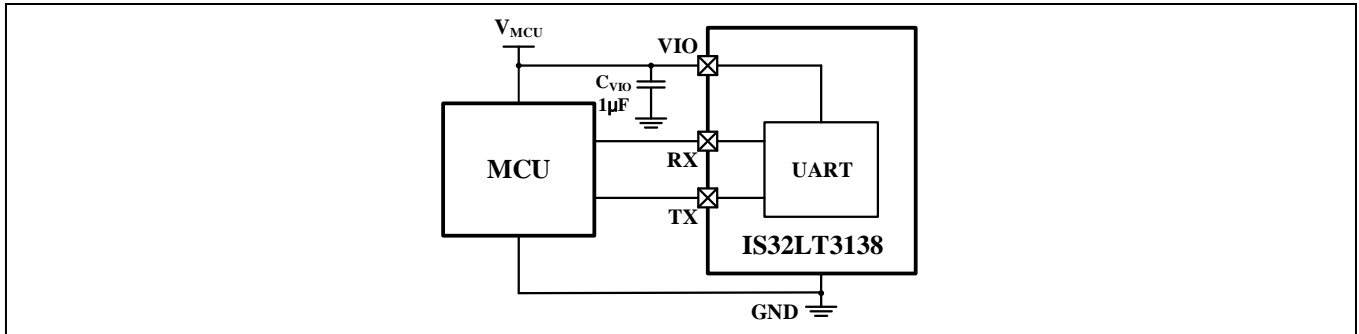 VMCU
VIO
CVIO
1µF
RX
MCU
UART
TX
IS32LT3138
GND